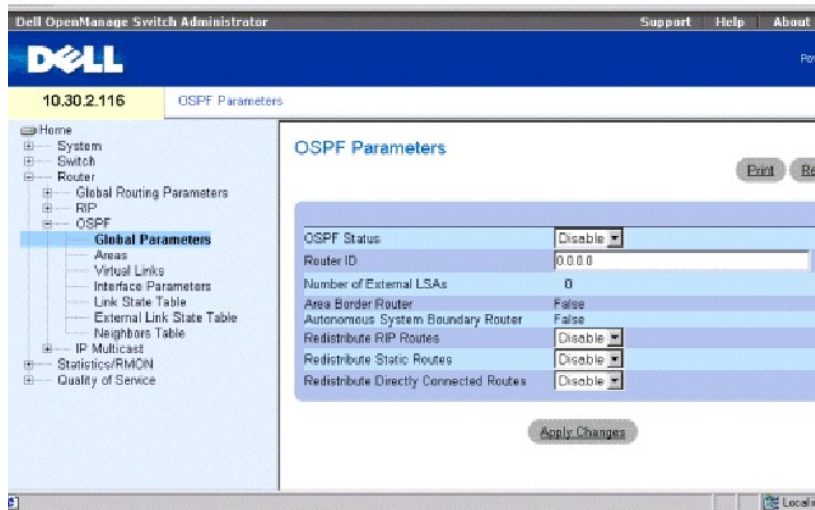 Dell OpenManage Switch Administrator
Support Help About
DELL
10.30.2.116
OSPF Parameters
Home
System
Switch
Router
Global Routing Parameters
RIP
OSPF
Global Parameters
Areas
Virtual Links
Interface Parameters
Link State Table
External Link State Table
Neighbors Table
IP Multicast
Statistics/RMON
Quality of Service
OSPF Parameters
Print
OSPF Status Disable
Router ID 0.0.0.0
Number of External LSAs 0
Area Border Router False
Autonomous System Boundary Router False
Redistribute RIP Routes Disable
Redistribute Static Routes Disable
Redistribute Directly Connected Routes Disable
Apply Changes